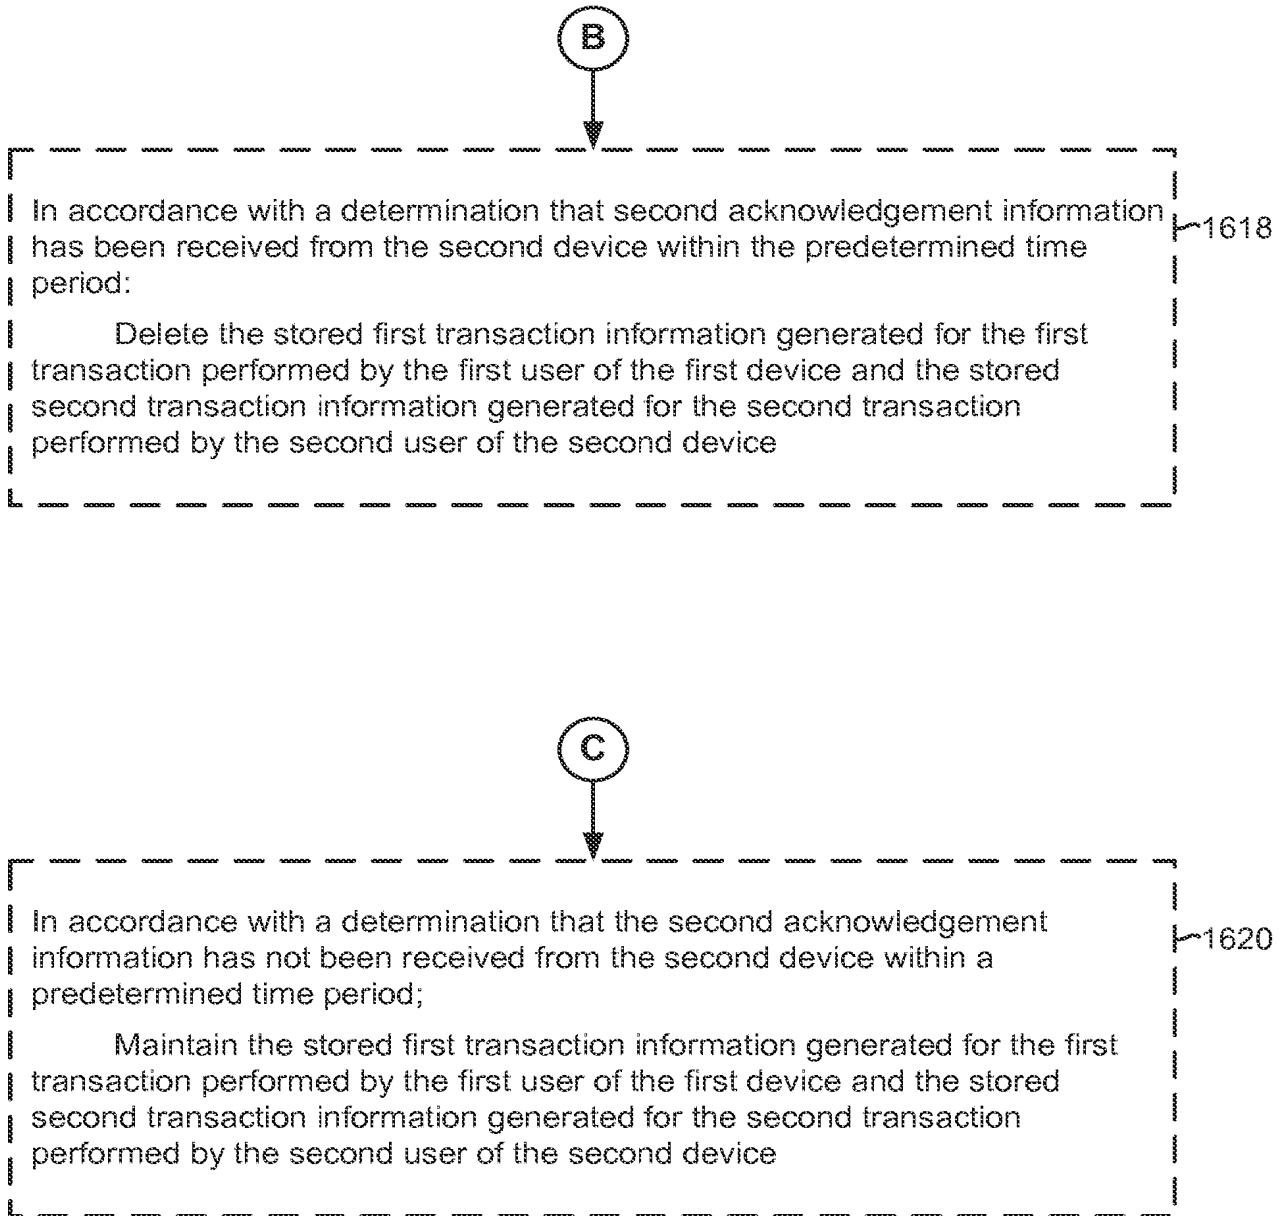 B
In accordance with a determination that second acknowledgement information
has been received from the second device within the predetermined time
period:
Delete the stored first transaction information generated for the first
transaction performed by the first user of the first device and the stored
second transaction information generated for the second transaction
performed by the second user of the second device
1618
C
In accordance with a determination that the second acknowledgement
information has not been received from the second device within a
predetermined time period;
Maintain the stored first transaction information generated for the first
transaction performed by the first user of the first device and the stored
second transaction information generated for the second transaction
performed by the second user of the second device
1620